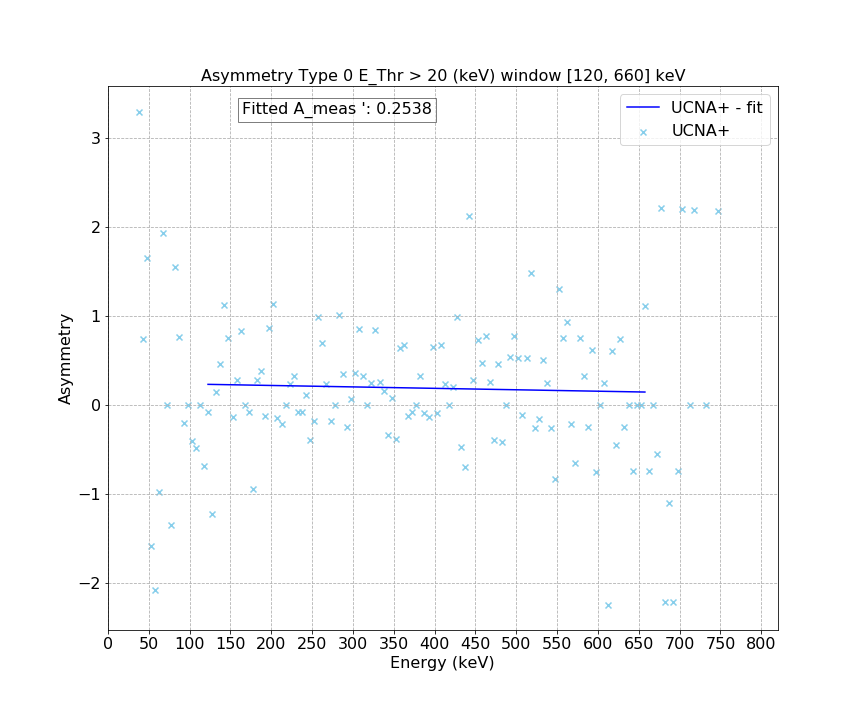 Asymmetry Type 0 E_Thr > 20 (keV) window [120, 660] keV
Fitted A_meas ': 0.2538
UCNA+ - fit
UCNA+
Asymmetry
3
2
1
0
−1
−2
0 50 100 150 200 250 300 350 400 450 500 550 600 650 700 750 800
Energy (keV)